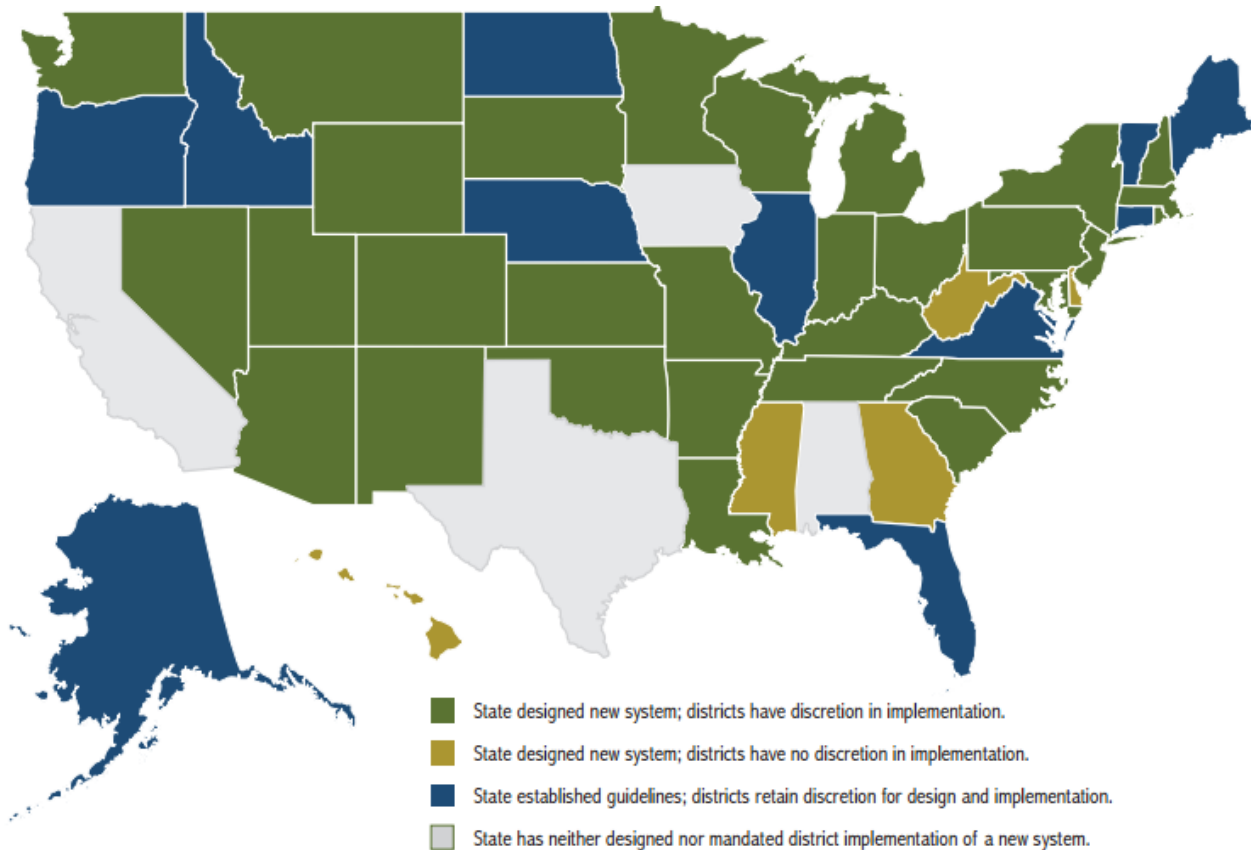 State designed new system; districts have discretion in implementation.
State designed new system; districts have no discretion in implementation.
State established guidelines; districts retain discretion for design and implementation.
State has neither designed nor mandated district implementation of a new system.